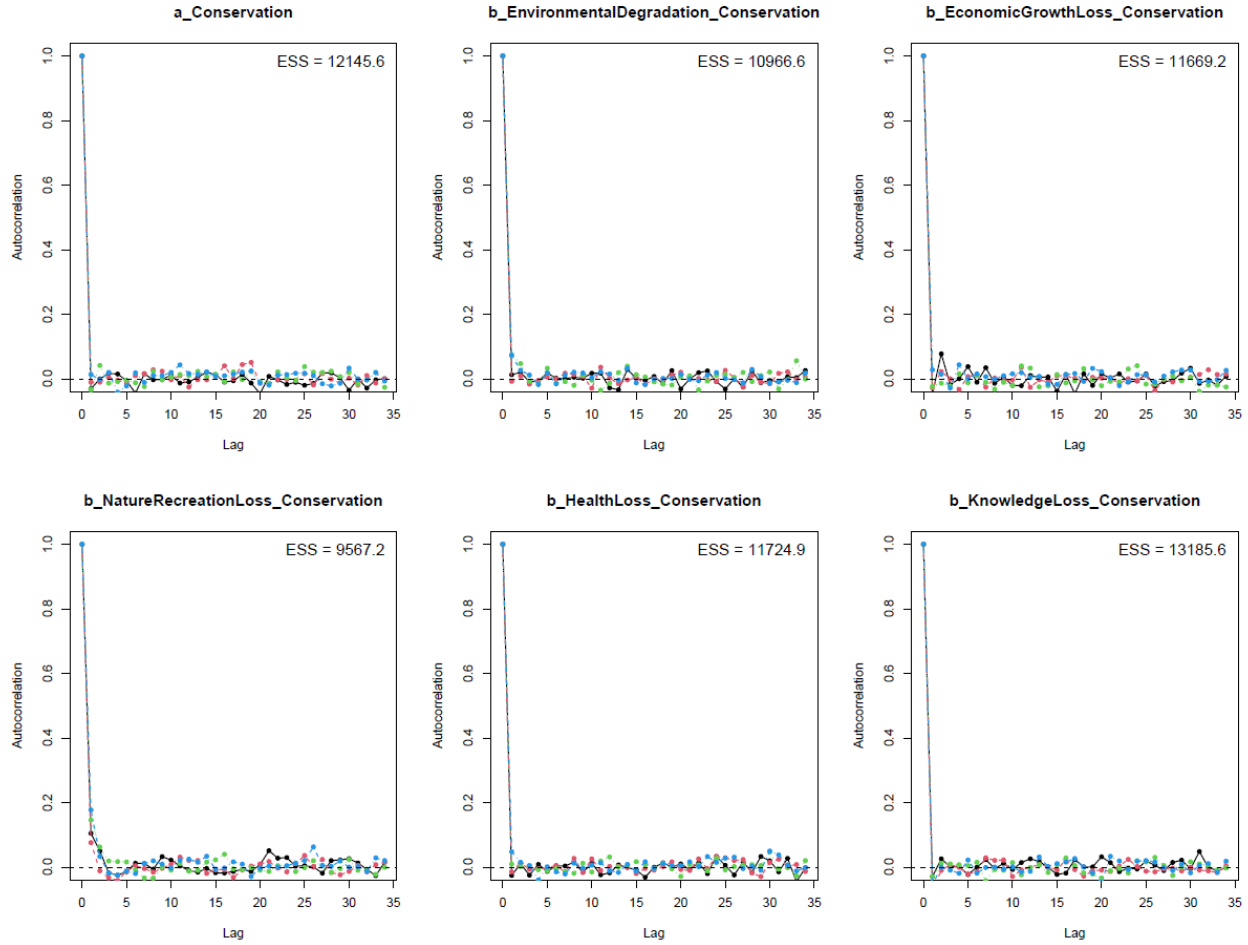 a_Conservation
ESS = 12145.6
Autocorrelation
1.0
0.8
0.6
0.4
0.2
0.0
0 5 10 15 20 25 30 35
Lag
b_EnvironmentalDegradation_Conservation
ESS = 10966.6
Autocorrelation
1.0
0.8
0.6
0.4
0.2
0.0
0 5 10 15 20 25 30 35
Lag
b_EconomicGrowthLoss_Conservation
ESS = 11669.2
Autocorrelation
1.0
0.8
0.6
0.4
0.2
0.0
0 5 10 15 20 25 30 35
Lag
b_NatureRecreationLoss_Conservation
ESS = 9567.2
Autocorrelation
1.0
0.8
0.6
0.4
0.2
0.0
0 5 10 15 20 25 30 35
Lag
b_HealthLoss_Conservation
ESS = 11724.9
Autocorrelation
1.0
0.8
0.6
0.4
0.2
0.0
0 5 10 15 20 25 30 35
Lag
b_KnowledgeLoss_Conservation
ESS = 13185.6
Autocorrelation
1.0
0.8
0.6
0.4
0.2
0.0
0 5 10 15 20 25 30 35
Lag